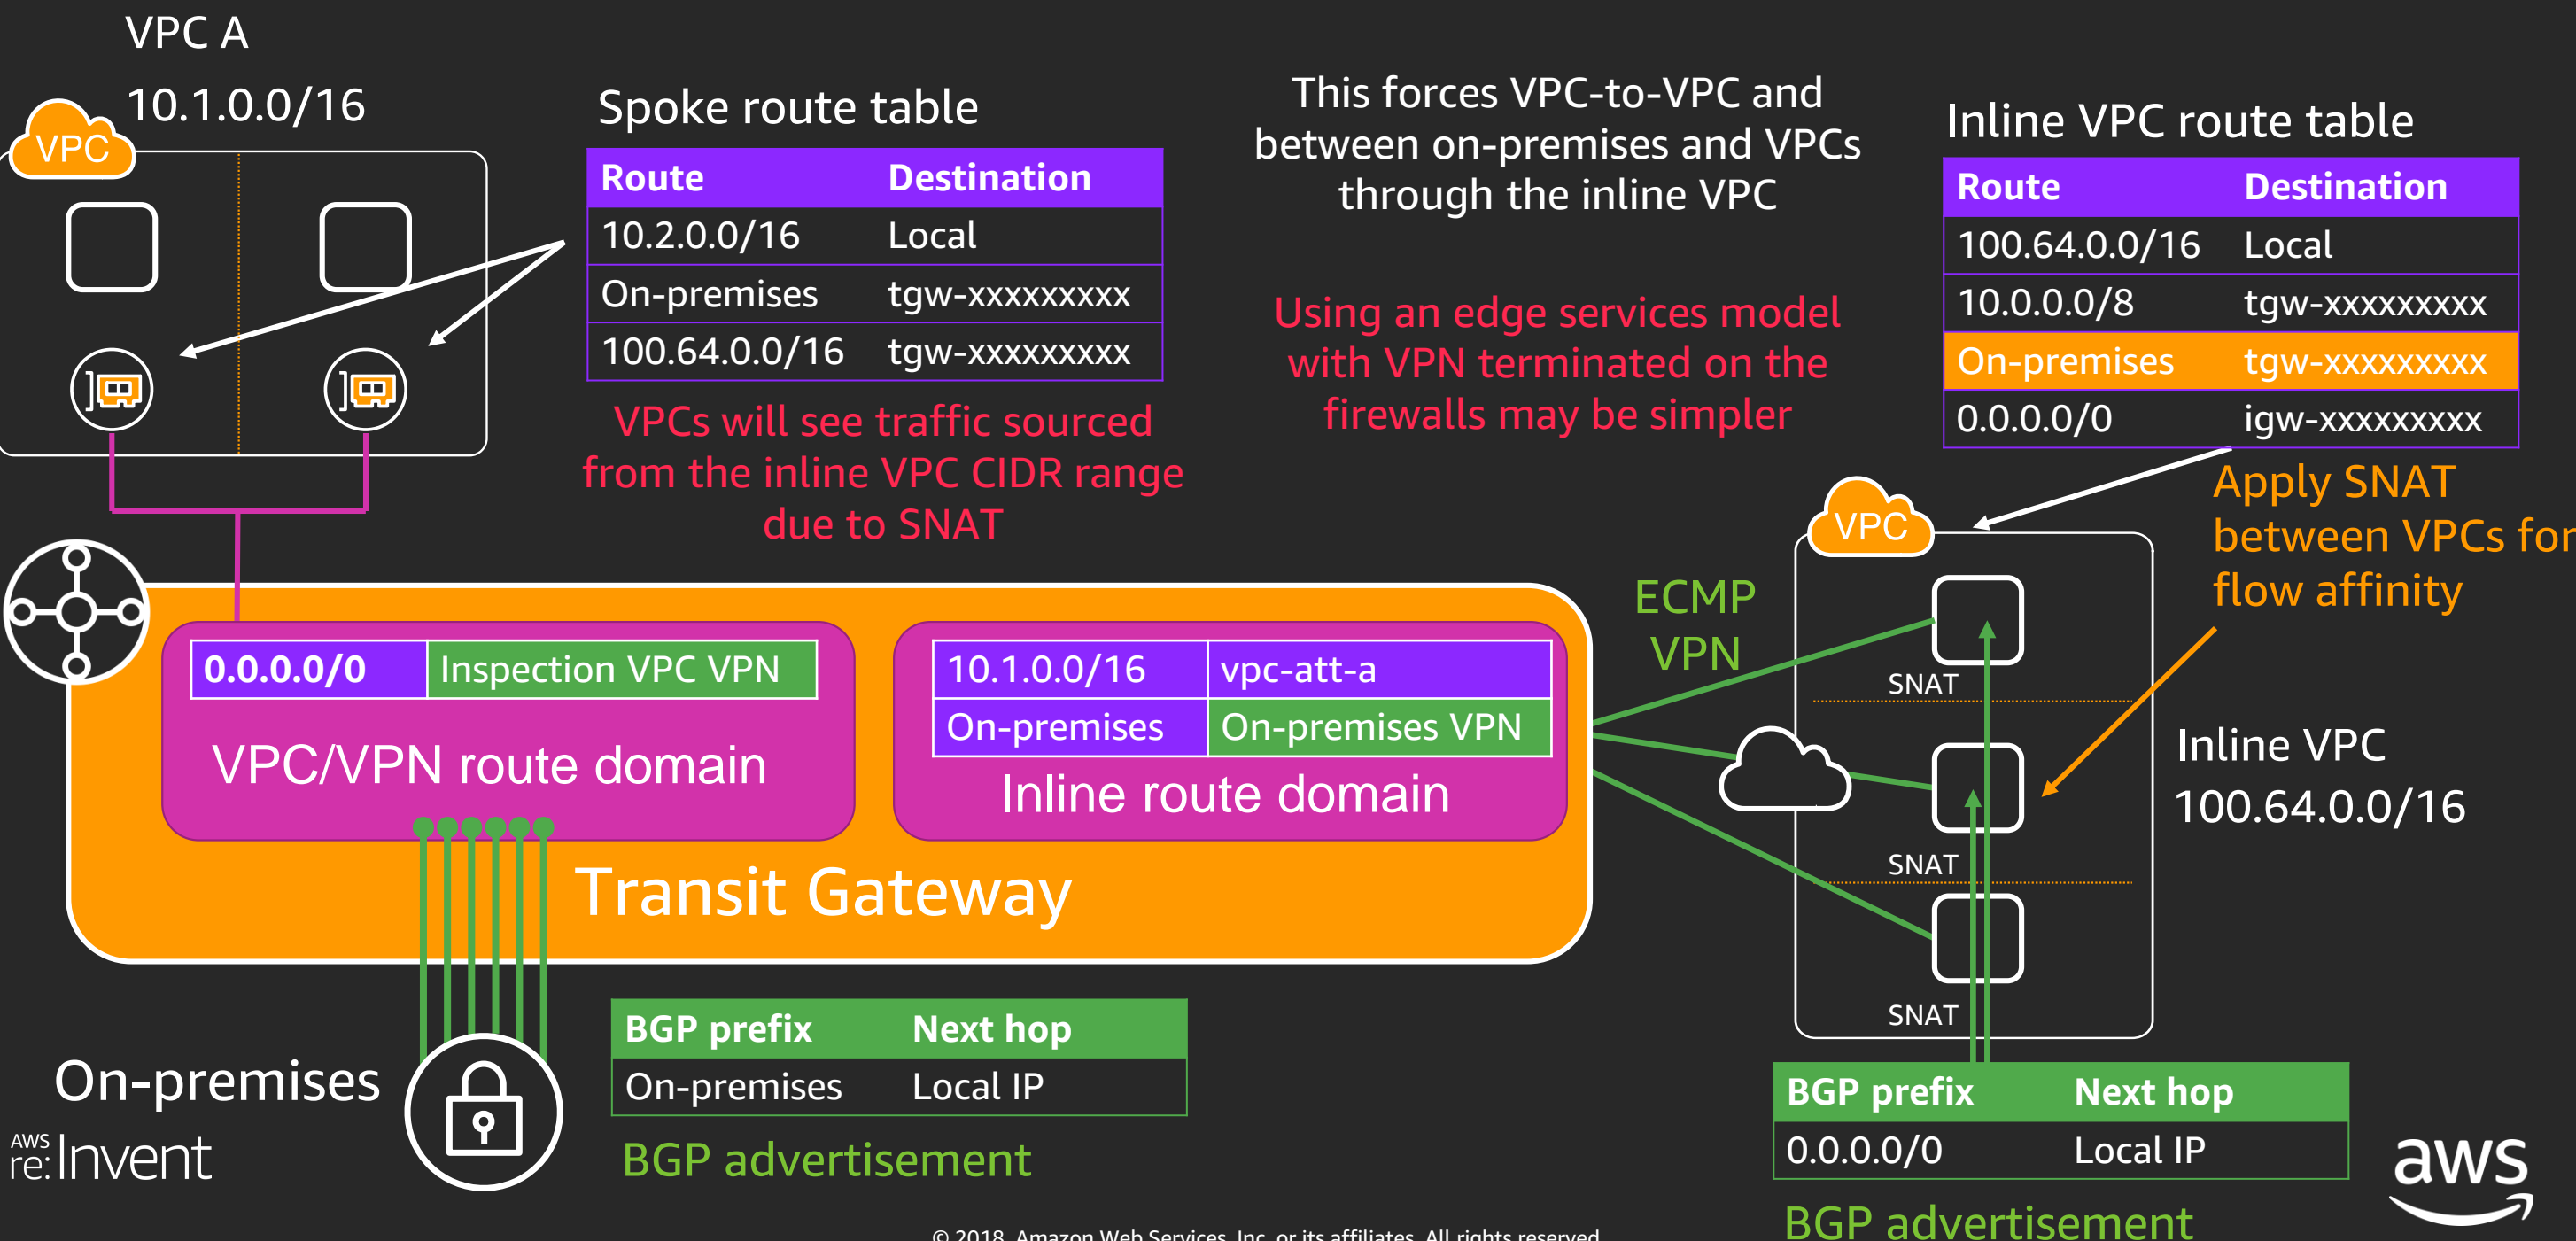 VPC A
10.1.0.0/16
VPC
Spoke route table
Route Destination
10.2.0.0/16 Local
On-premises tgw-xxxxxxxxx
100.64.0.0/16 tgw-xxxxxxxxx
VPCs will see traffic sourced
from the inline VPC CIDR range
due to SNAT
This forces VPC-to-VPC and
between on-premises and VPCs
through the inline VPC
Using an edge services model
with VPN terminated on the
firewalls may be simpler
Inline VPC route table
Route Destination
100.64.0.0/16 Local
10.0.0.0/8 tgw-xxxxxxxxx
On-premises tgw-xxxxxxxxx
0.0.0.0/0 igw-xxxxxxxxx
Apply SNAT
between VPCs for
flow affinity
VPC
ECMP
VPN
SNAT
SNAT
SNAT
Inline VPC
100.64.0.0/16
0.0.0.0/0 Inspection VPC VPN
VPC/VPN route domain
10.1.0.0/16 vpc-att-a
On-premises On-premises VPN
Inline route domain
Transit Gateway
On-premises
BGP prefix Next hop
On-premises Local IP
BGP advertisement
BGP prefix Next hop
0.0.0.0/0 Local IP
BGP advertisement
AWS
re:Invent
© 2018, Amazon Web Services, Inc. or its affiliates. All rights reserved.
aws